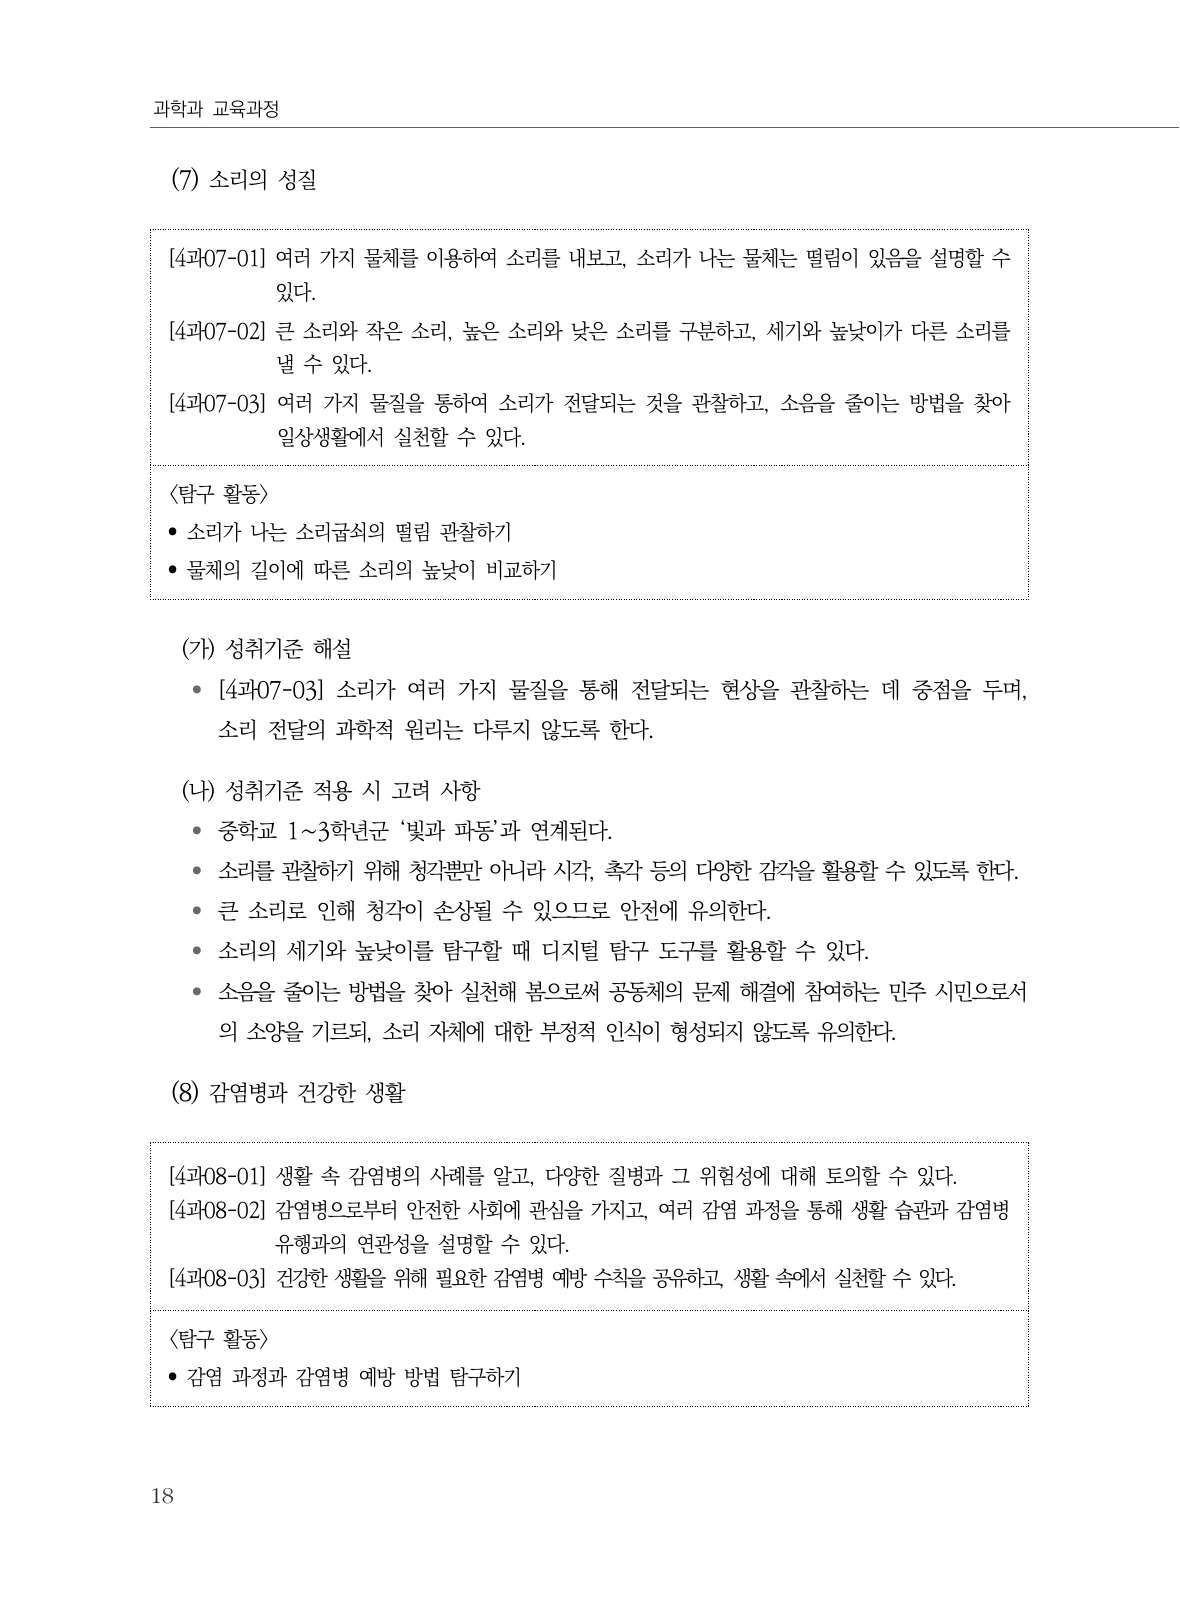 과학과 교육과정
(7) 소리의 성질
[4과07-01] 여러 가지 물체를 이용하여 소리를 내보고, 소리가 나는 물체는 떨림이 있음을 설명할 수
있다.
[4과07-02] 큰 소리와 작은 소리, 높은 소리와 낮은 소리를 구분하고, 세기와 높낮이가 다른 소리를
낼 수 있다.
[4과07-03] 여러 가지 물질을 통하여 소리가 전달되는 것을 관찰하고, 소음을 줄이는 방법을 찾아
일상생활에서 실천할 수 있다.
〈탐구 활동〉
• 소리가 나는 소리굽쇠의 떨림 관찰하기
• 물체의 길이에 따른 소리의 높낮이 비교하기
(가) 성취기준 해설
• [4과07-03] 소리가 여러 가지 물질을 통해 전달되는 현상을 관찰하는 데 중점을 두며,
소리 전달의 과학적 원리는 다루지 않도록 한다.
(나) 성취기준 적용 시 고려 사항
• 중학교 1~3학년군 ‘빛과 파동’과 연계된다.
• 소리를 관찰하기 위해 청각뿐만 아니라 시각, 촉각 등의 다양한 감각을 활용할 수 있도록 한다.
• 큰 소리로 인해 청각이 손상될 수 있으므로 안전에 유의한다.
• 소리의 세기와 높낮이를 탐구할 때 디지털 탐구 도구를 활용할 수 있다.
• 소음을 줄이는 방법을 찾아 실천해 봄으로써 공동체의 문제 해결에 참여하는 민주 시민으로서
의 소양을 기르되, 소리 자체에 대한 부정적 인식이 형성되지 않도록 유의한다.
(8) 감염병과 건강한 생활
[4과08-01] 생활 속 감염병의 사례를 알고, 다양한 질병과 그 위험성에 대해 토의할 수 있다.
[4과08-02] 감염병으로부터 안전한 사회에 관심을 가지고, 여러 감염 과정을 통해 생활 습관과 감염병
유행과의 연관성을 설명할 수 있다.
[4과08-03] 건강한 생활을 위해 필요한 감염병 예방 수칙을 공유하고, 생활 속에서 실천할 수 있다.
〈탐구 활동〉
• 감염 과정과 감염병 예방 방법 탐구하기
18